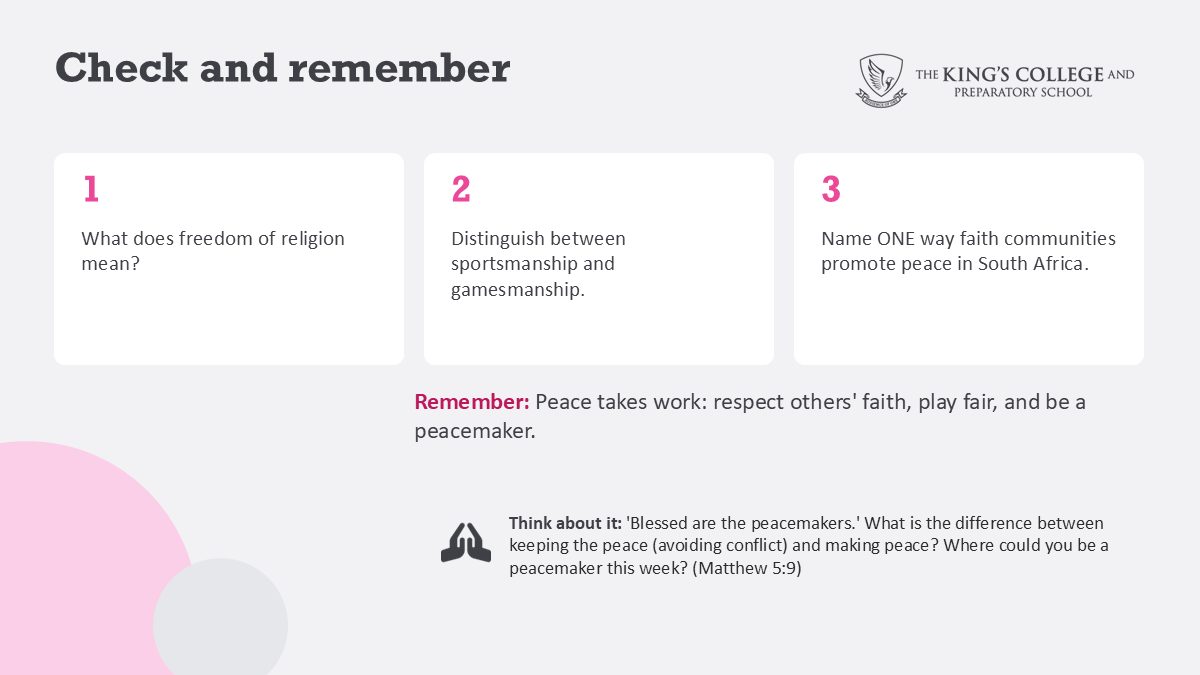 Check and remember
THE KING'S COLLEGE AND
PREPARATORY SCHOOL
1
What does freedom of religion
mean?
2
Distinguish between
sportsmanship and
gamesmanship.
3
Name ONE way faith communities
promote peace in South Africa.
Remember: Peace takes work: respect others' faith, play fair, and be a
peacemaker.
Think about it: 'Blessed are the peacemakers.' What is the difference between
keeping the peace (avoiding conflict) and making peace? Where could you be a
peacemaker this week? (Matthew 5:9)